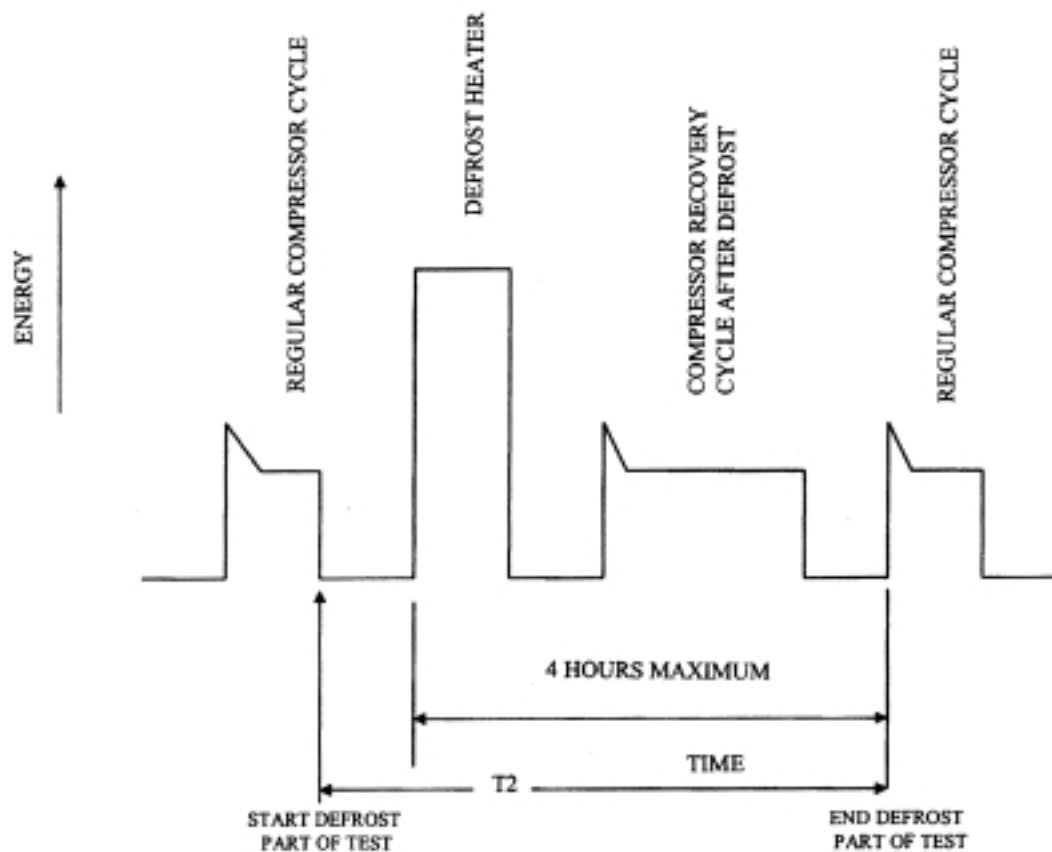 ENERGY
REGULAR COMPRESSOR CYCLE
DEFROST HEATER
COMPRESSOR RECOVERY
CYCLE AFTER DEFROST
REGULAR COMPRESSOR CYCLE
4 HOURS MAXIMUM
TIME
T2
START DEFROST
PART OF TEST
END DEFROST
PART OF TEST